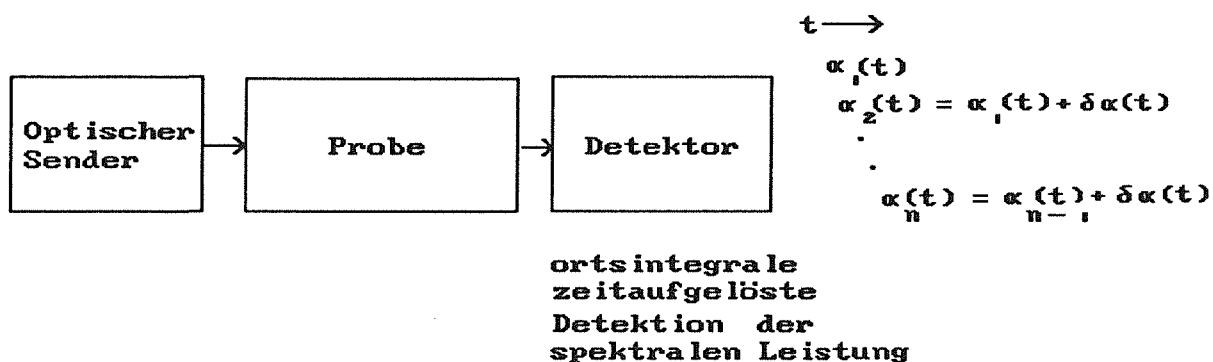 t →
α₁(t)
α₂(t) = α₁(t) + δα(t)
.
.
αₙ(t) = αₙ₋₁(t) + δα(t)
Optischer
Sender
Probe
Detektor
ortsintegrale
zeitaufgelöste
Detektion der
spektralen Leistung